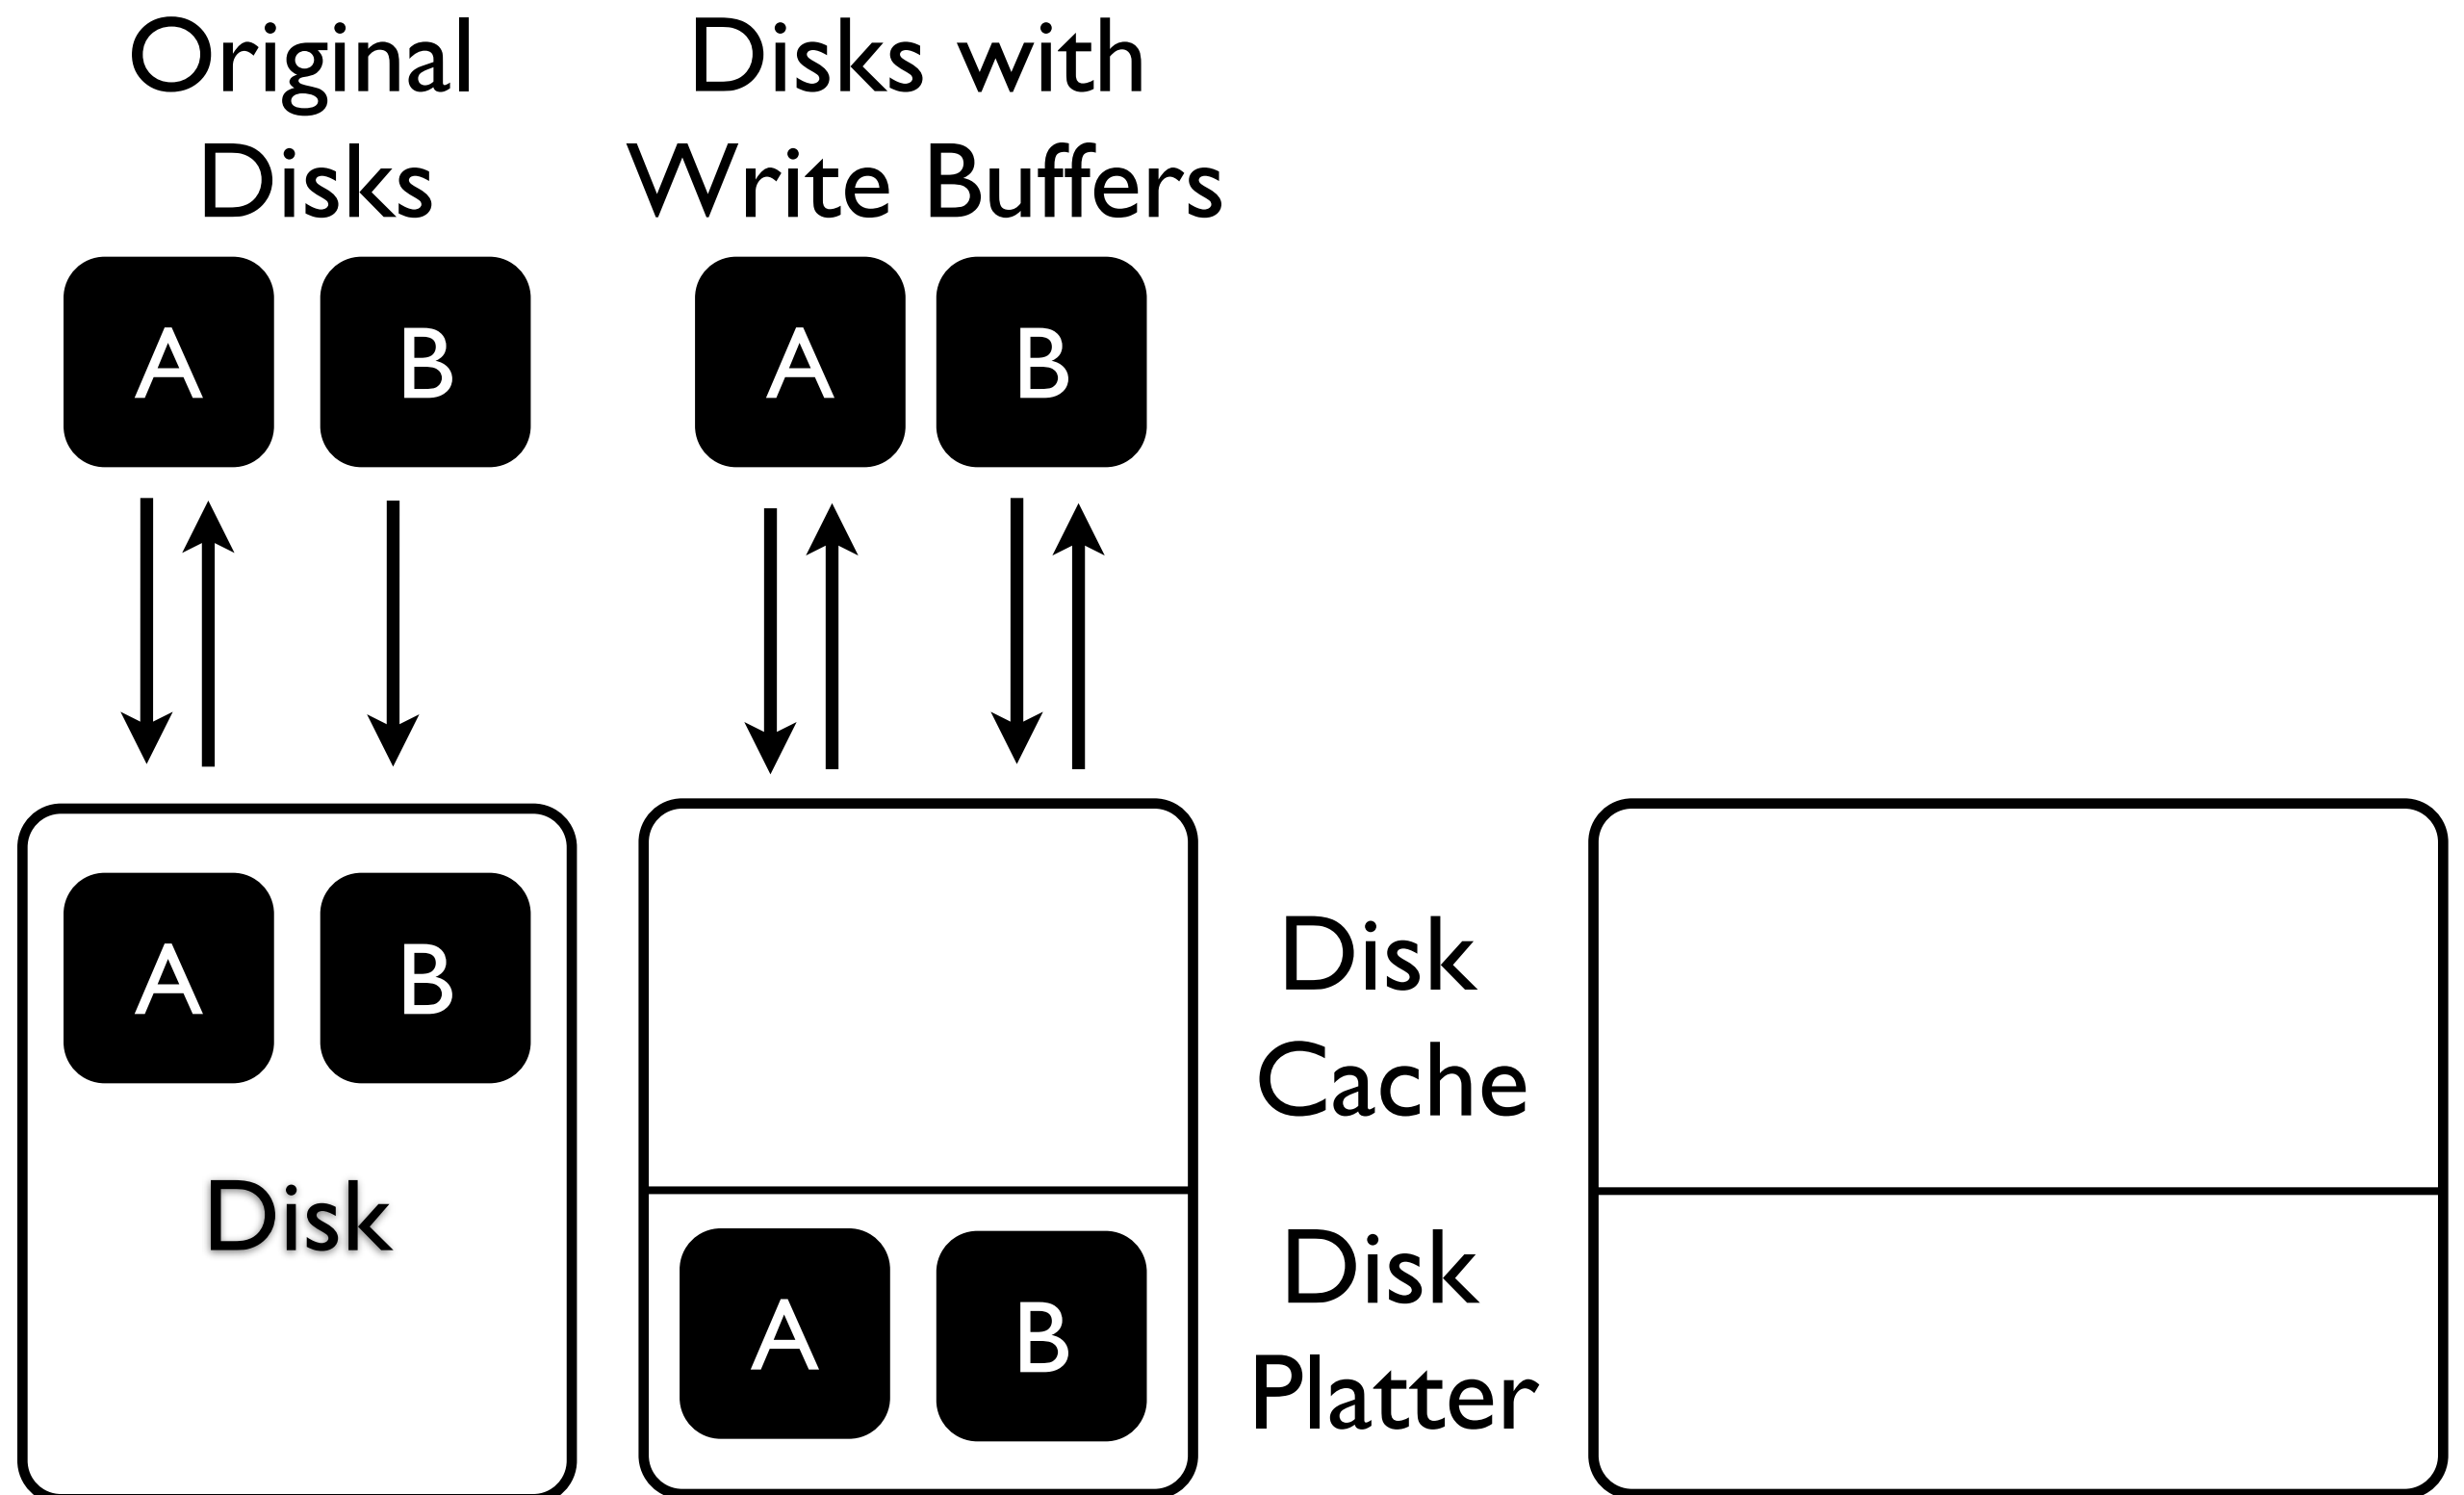 Original
Disks
Disks with
Write Buffers
A
B
A
B
A
B
Disk
Disk
Cache
A
B
Disk
Platter